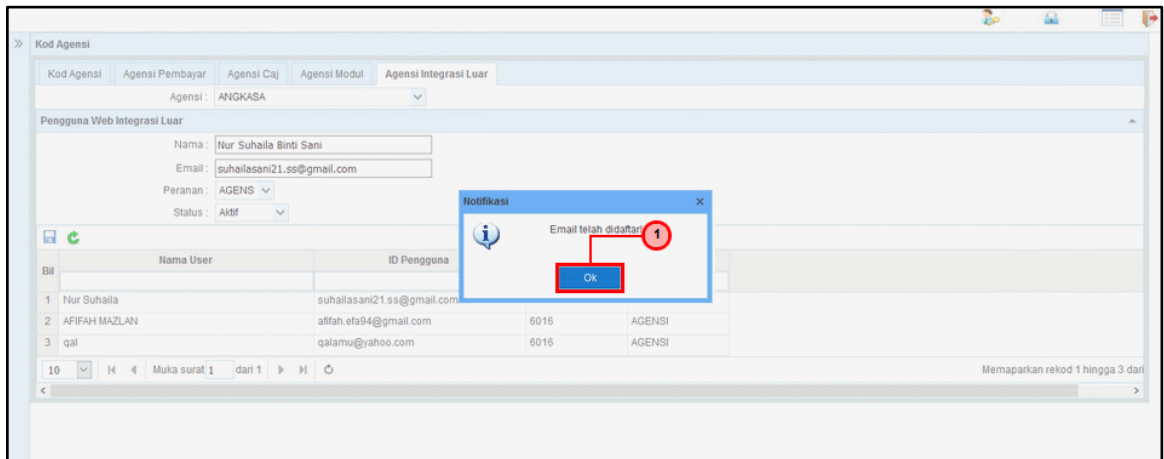 Kod Agensi
Kod Agensi Agensi Pembayar Agensi Caj Agensi Modul Agensi Integrasi Luar
Agensi : ANGKASA
Pengguna Web Integrasi Luar
Nama : Nur Suhaila Binti Sani
Email : suhailasani21.ss@gmail.com
Peranan : AGENS
Status : Aktif
Notifikasi x
Email telah
1
Ok
Bil Nama User ID Pengguna
1 Nur Suhaila suhailasani21.ss@gmail.com
2 AFIFAH MAZLAN afifah.efa94@gmail.com 6016 AGENSI
3 qal qalamu@yahoo.com 6016 AGENSI
10 Muka surat 1 dari 1 Memaparkan rekod 1 hingga 3 dari